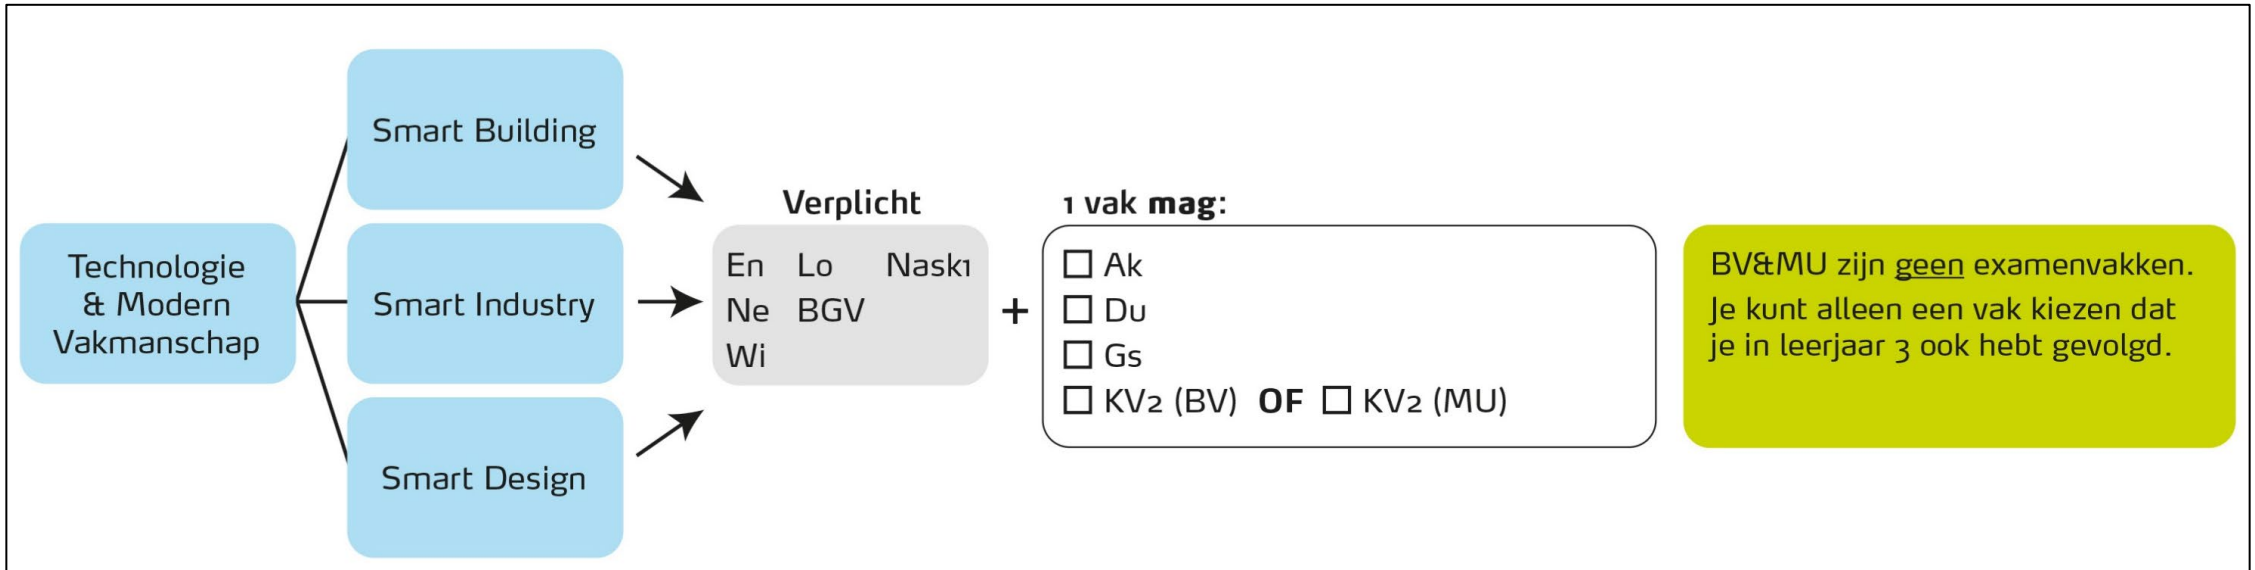 Technologie
& Modern
Vakmanschap
Smart Building
Smart Industry
Smart Design
Verplicht
En Lo Nask1
Ne BGV
Wi
+
1 vak mag:
☐ Ak
☐ Du
☐ Gs
☐ KV2 (BV) OF ☐ KV2 (MU)
BV&MU zijn geen examenvakken.
Je kunt alleen een vak kiezen dat
je in leerjaar 3 ook hebt gevolgd.